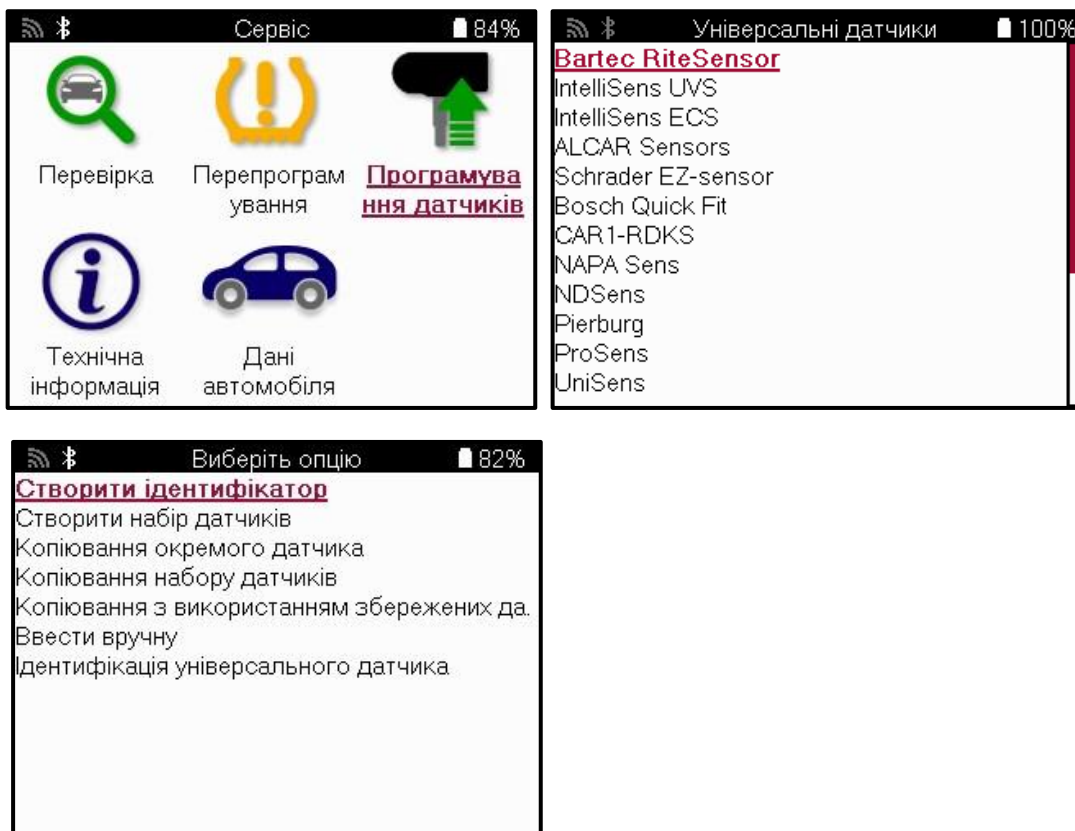 Сервіс 84%
Перевірка
Перепрограм
ування
Програмува
ння датчиків
Технічна
інформація
Дані
автомобіля
Універсальні датчики 100%
Bartec RiteSensor
IntelliSens UVS
IntelliSens ECS
ALCAR Sensors
Schrader EZ-sensor
Bosch Quick Fit
CAR1-RDKS
NAPA Sens
NDSens
Pierburg
ProSens
UniSens
Виберіть опцію 82%
Створити ідентифікатор
Створити набір датчиків
Копіювання окремого датчика
Копіювання набору датчиків
Копіювання з використанням збережених да.
Ввести вручну
Ідентифікація універсального датчика